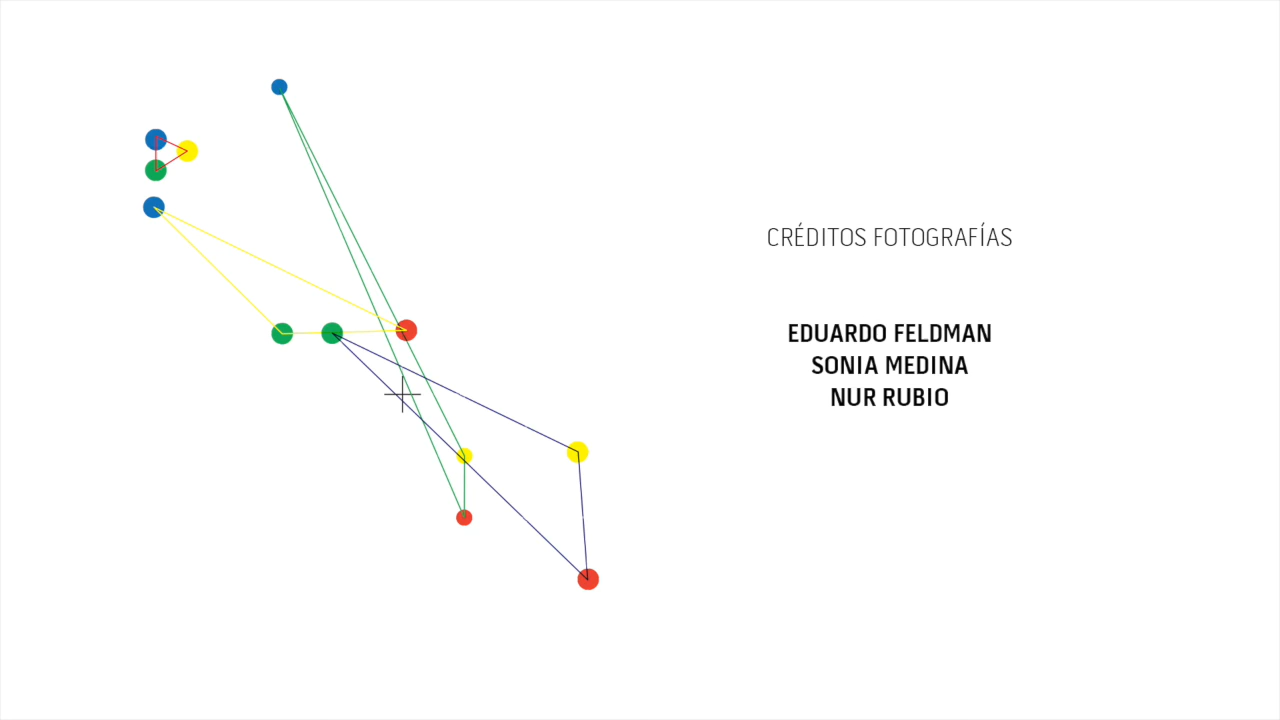 CRÉDITOS FOTOGRAFÍAS
EDUARDO FELDMAN
SONIA MEDINA
NUR RUBIO